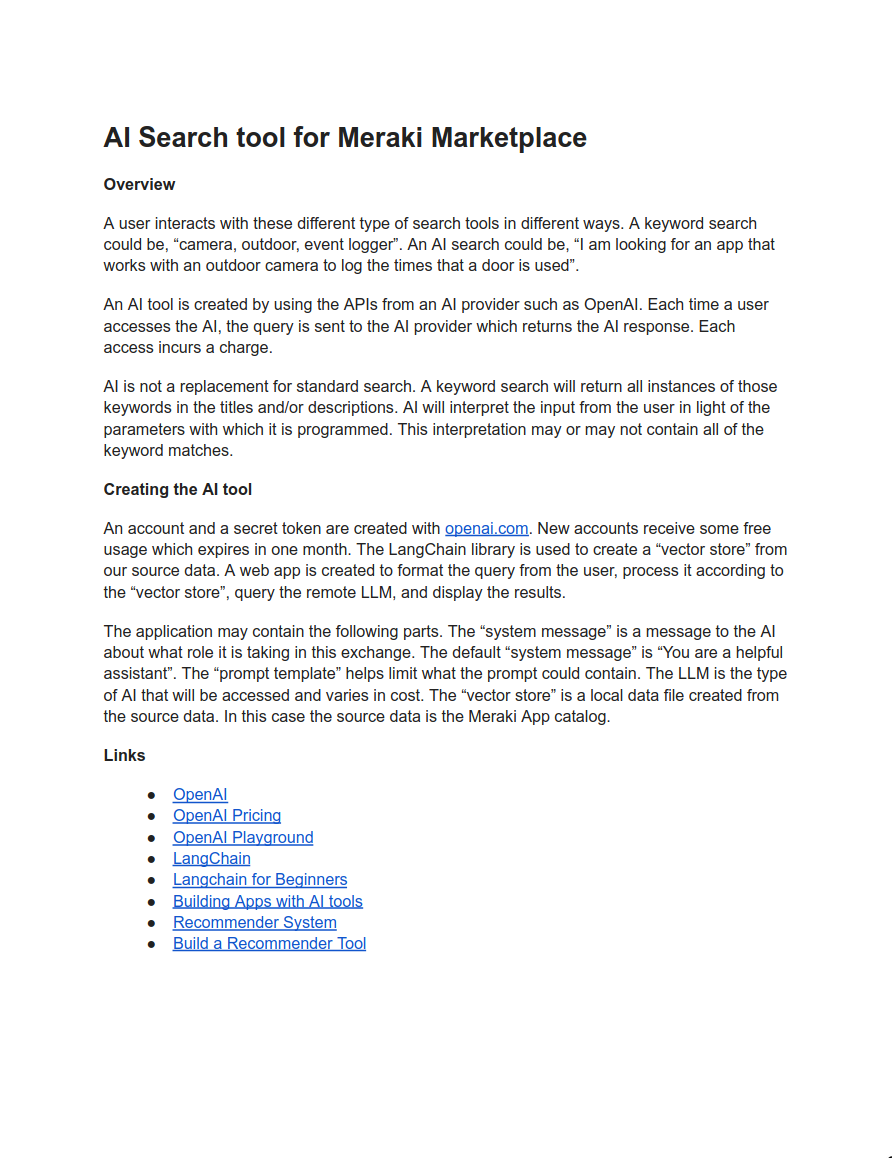 AI Search tool for Meraki Marketplace
Overview
A user interacts with these different type of search tools in different ways. A keyword search
could be, “camera, outdoor, event logger”. An AI search could be, “I am looking for an app that
works with an outdoor camera to log the times that a door is used”.
An AI tool is created by using the APIs from an AI provider such as OpenAI. Each time a user
accesses the AI, the query is sent to the AI provider which returns the AI response. Each
access incurs a charge.
AI is not a replacement for standard search. A keyword search will return all instances of those
keywords in the titles and/or descriptions. AI will interpret the input from the user in light of the
parameters with which it is programmed. This interpretation may or may not contain all of the
keyword matches.
Creating the AI tool
An account and a secret token are created with openai.com. New accounts receive some free
usage which expires in one month. The LangChain library is used to create a “vector store” from
our source data. A web app is created to format the query from the user, process it according to
the “vector store”, query the remote LLM, and display the results.
The application may contain the following parts. The “system message” is a message to the AI
about what role it is taking in this exchange. The default “system message” is “You are a helpful
assistant”. The “prompt template” helps limit what the prompt could contain. The LLM is the type
of AI that will be accessed and varies in cost. The “vector store” is a local data file created from
the source data. In this case the source data is the Meraki App catalog.
Links
● OpenAI
● OpenAI Pricing
● OpenAI Playground
● LangChain
● Langchain for Beginners
● Building Apps with AI tools
● Recommender System
● Build a Recommender Tool